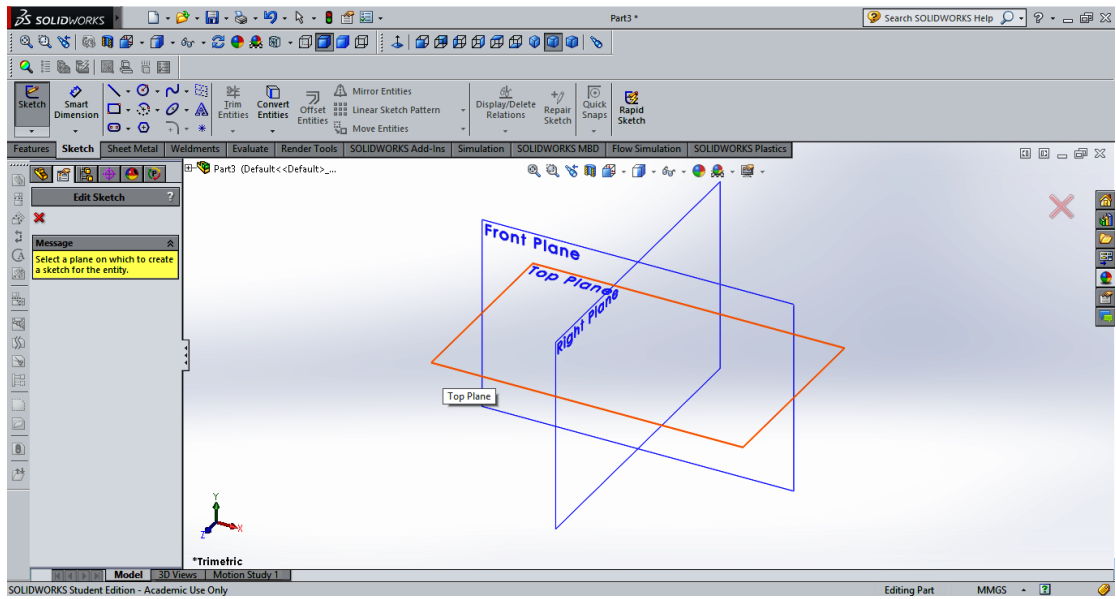 SOLIDWORKS
Part3 *
Search SOLIDWORKS Help
Sketch
Smart Dimension
Trim Entities
Convert Entities
Offset Entities
Mirror Entities
Linear Sketch Pattern
Move Entities
Display/Delete Relations
Repair Sketch
Quick Snaps
Rapid Sketch
Features Sketch Sheet Metal Weldments Evaluate Render Tools SOLIDWORKS Add-Ins Simulation SOLIDWORKS MBD Flow Simulation SOLIDWORKS Plastics
Part3 (Default<<Default>_...
Edit Sketch ?
Message
Select a plane on which to create
a sketch for the entity.
Front Plane
Top Plane
Right Plane
Top Plane
Y
X
Z
*Trimetric
Model 3D Views Motion Study 1
SOLIDWORKS Student Edition - Academic Use Only
Editing Part MMGS